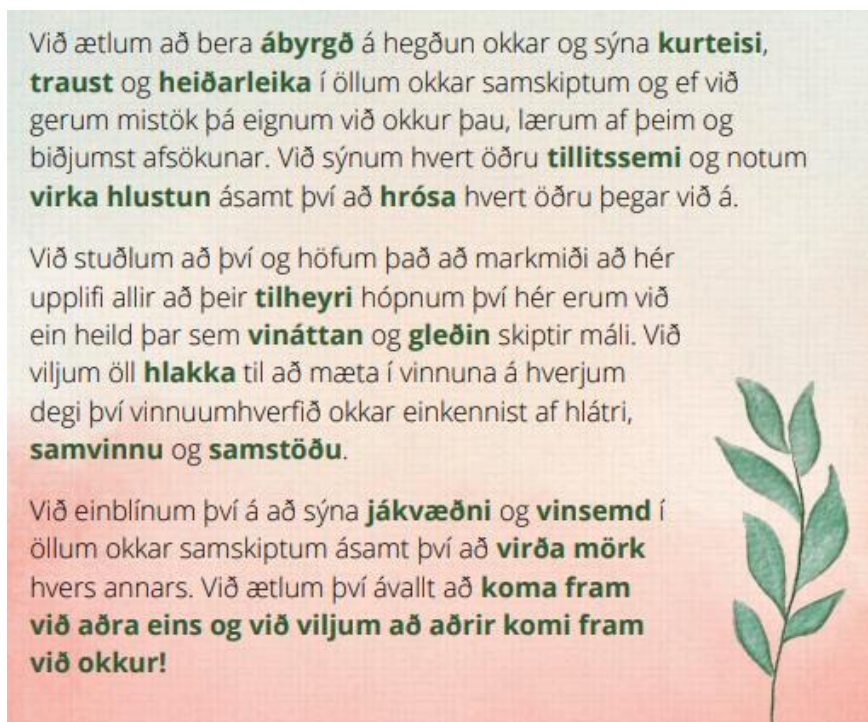 Við ætlum að bera ábyrgð á hegðun okkar og sýna kurteisi,
traust og heiðarleika í öllum okkar samskiptum og ef við
gerum mistök þá eignum við okkur þau, lærum af þeim og
biðjumst afsökunar. Við sýnum hvert öðru tillitssemi og notum
virka hlustun ásamt því að hrósa hvert öðru þegar við á.
Við stuðlum að því og höfum það að markmiði að hér
upplifi allir að þeir tilheyri hópnum því hér erum við
ein heild þar sem vináttan og gleðin skiptir máli. Við
viljum öll hlakka til að mæta í vinnuna á hverjum
degi því vinnuumhverfið okkar einkennist af hlátri,
samvinnu og samstöðu.
Við einblínum því á að sýna jákvæðni og vinsemd í
öllum okkar samskiptum ásamt því að virða mörk
hvers annars. Við ætlum því ávallt að koma fram
við aðra eins og við viljum að aðrir komi fram
við okkur!